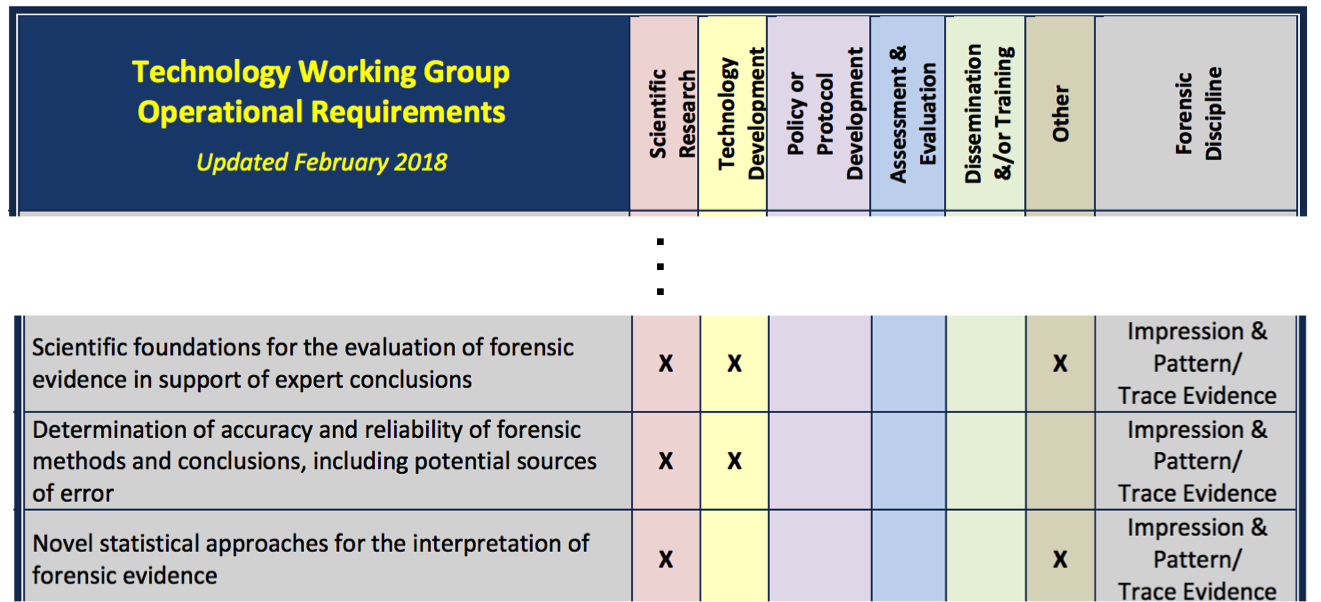 Technology Working Group
Operational Requirements
Updated February 2018
Scientific
Research
Technology
Development
Policy or
Protocol
Development
Assessment &
Evaluation
Dissemination
&/or Training
Other
Forensic
Discipline
Scientific foundations for the evaluation of forensic
evidence in support of expert conclusions
X
X
X
Impression &
Pattern/
Trace Evidence
Determination of accuracy and reliability of forensic
methods and conclusions, including potential sources
of error
X
X
Impression &
Pattern/
Trace Evidence
Novel statistical approaches for the interpretation of
forensic evidence
X
X
Impression &
Pattern/
Trace Evidence